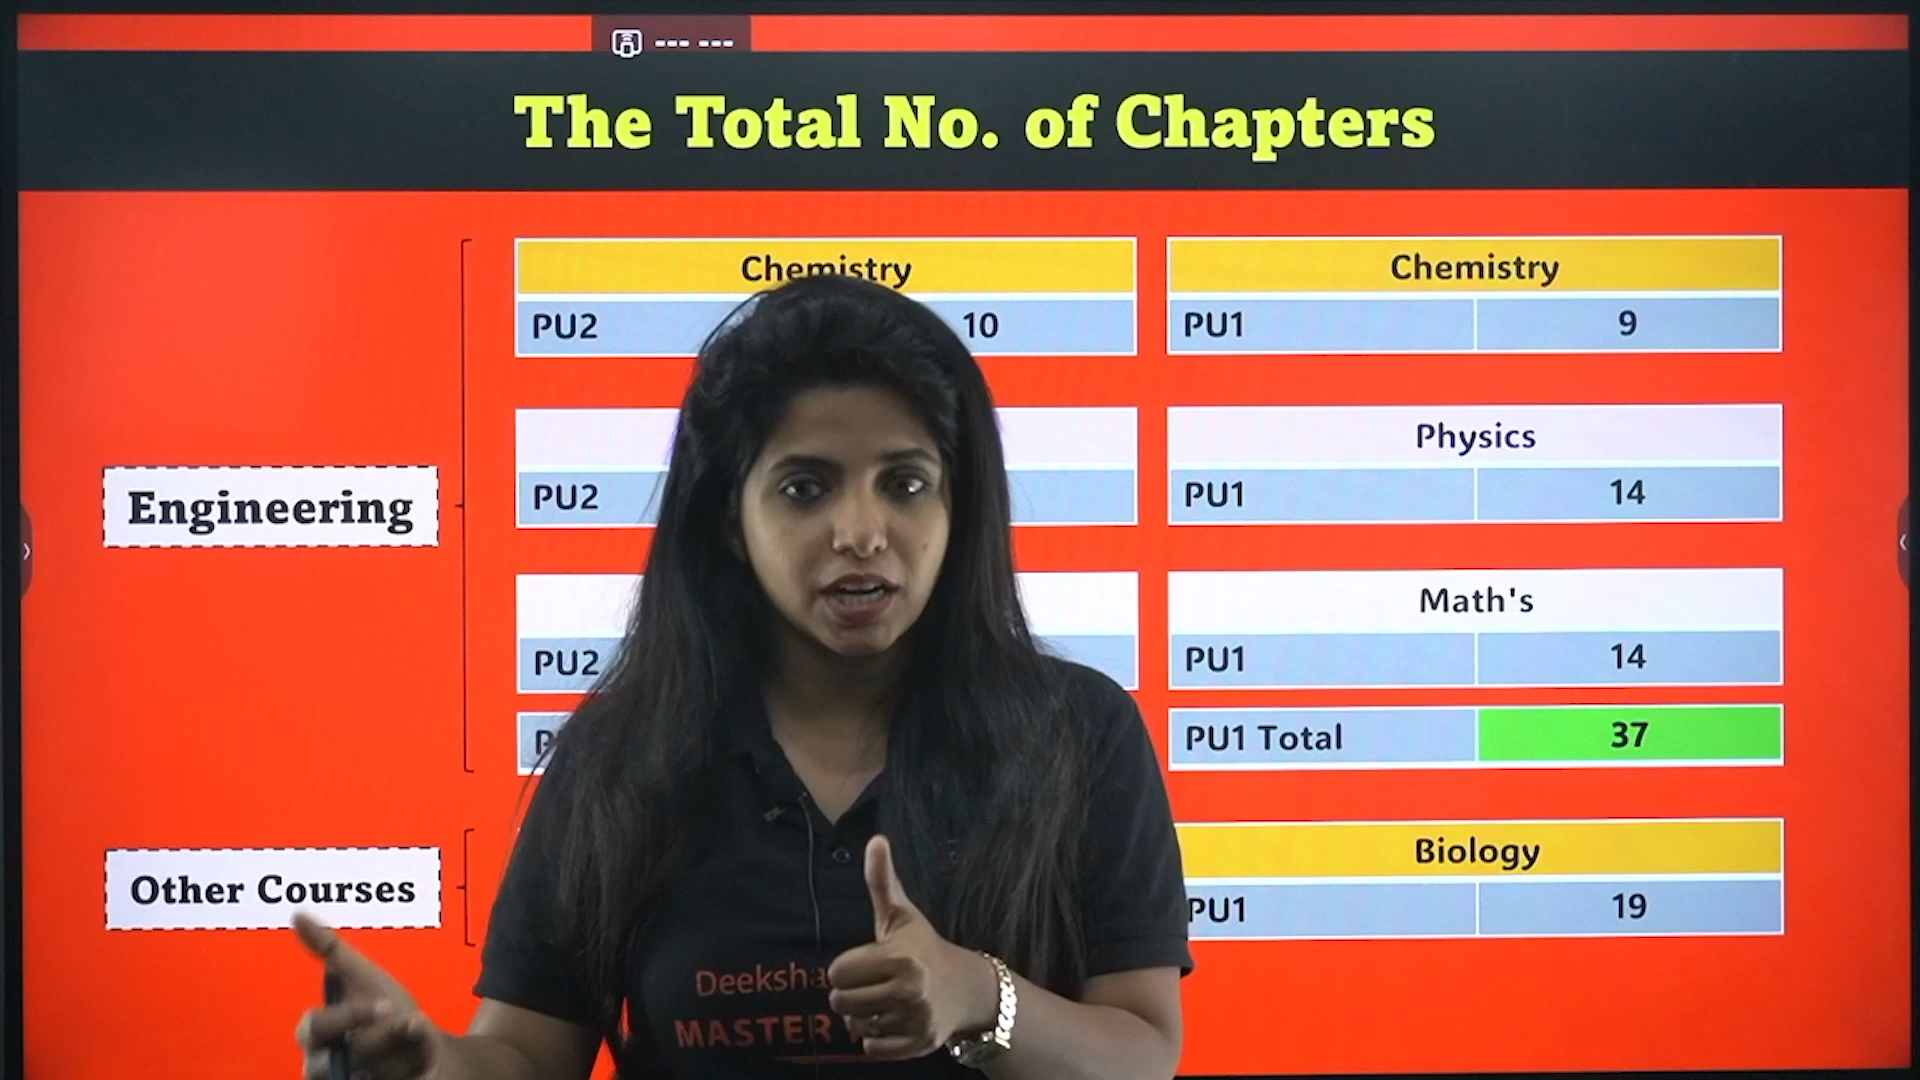 The Total No. of Chapters
Chemistry
PU2 10
Chemistry
PU1 9
PU2
Physics
PU1 14
Engineering
PU2
Math's
PU1 14
PU1 Total 37
Other Courses
Biology
PU1 19
Deeksha
MASTER